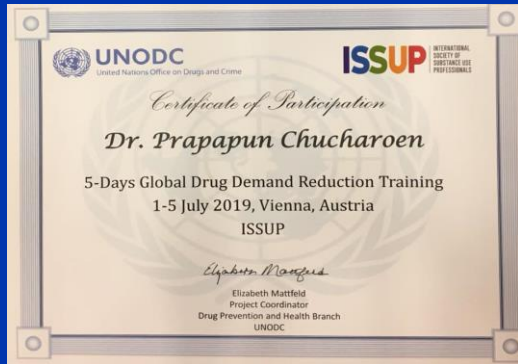 UNODC
United Nations Office on Drugs and Crime
ISSUP
INTERNATIONAL
SOCIETY OF
SUBSTANCE USE
PROFESSIONALS
Certificate of Participation
Dr. Prapapun Chucharoen
5-Days Global Drug Demand Reduction Training
1-5 July 2019, Vienna, Austria
ISSUP
Elizabeth Mattfeld
Project Coordinator
Drug Prevention and Health Branch
UNODC